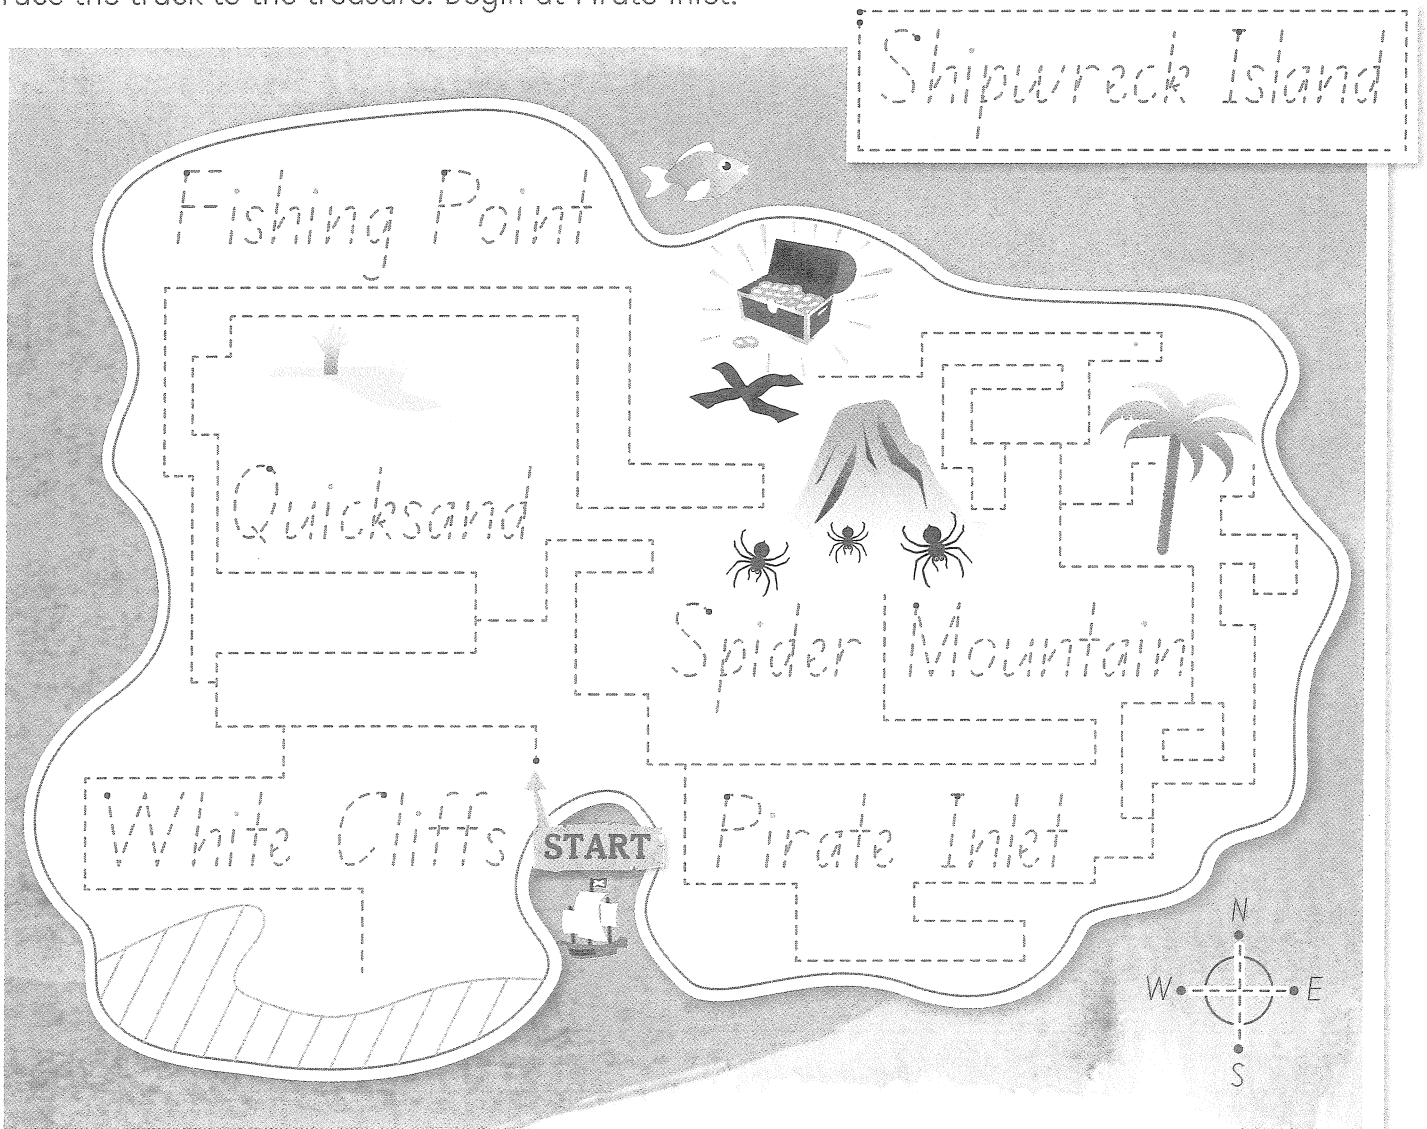 the track to the treasure. Begin at Pirate Inlet.
Shipwreck Island
Fishing Point
Quicksand
Spider Mountain
White Cliffs
START
Pirate Inlet
N
W E
S